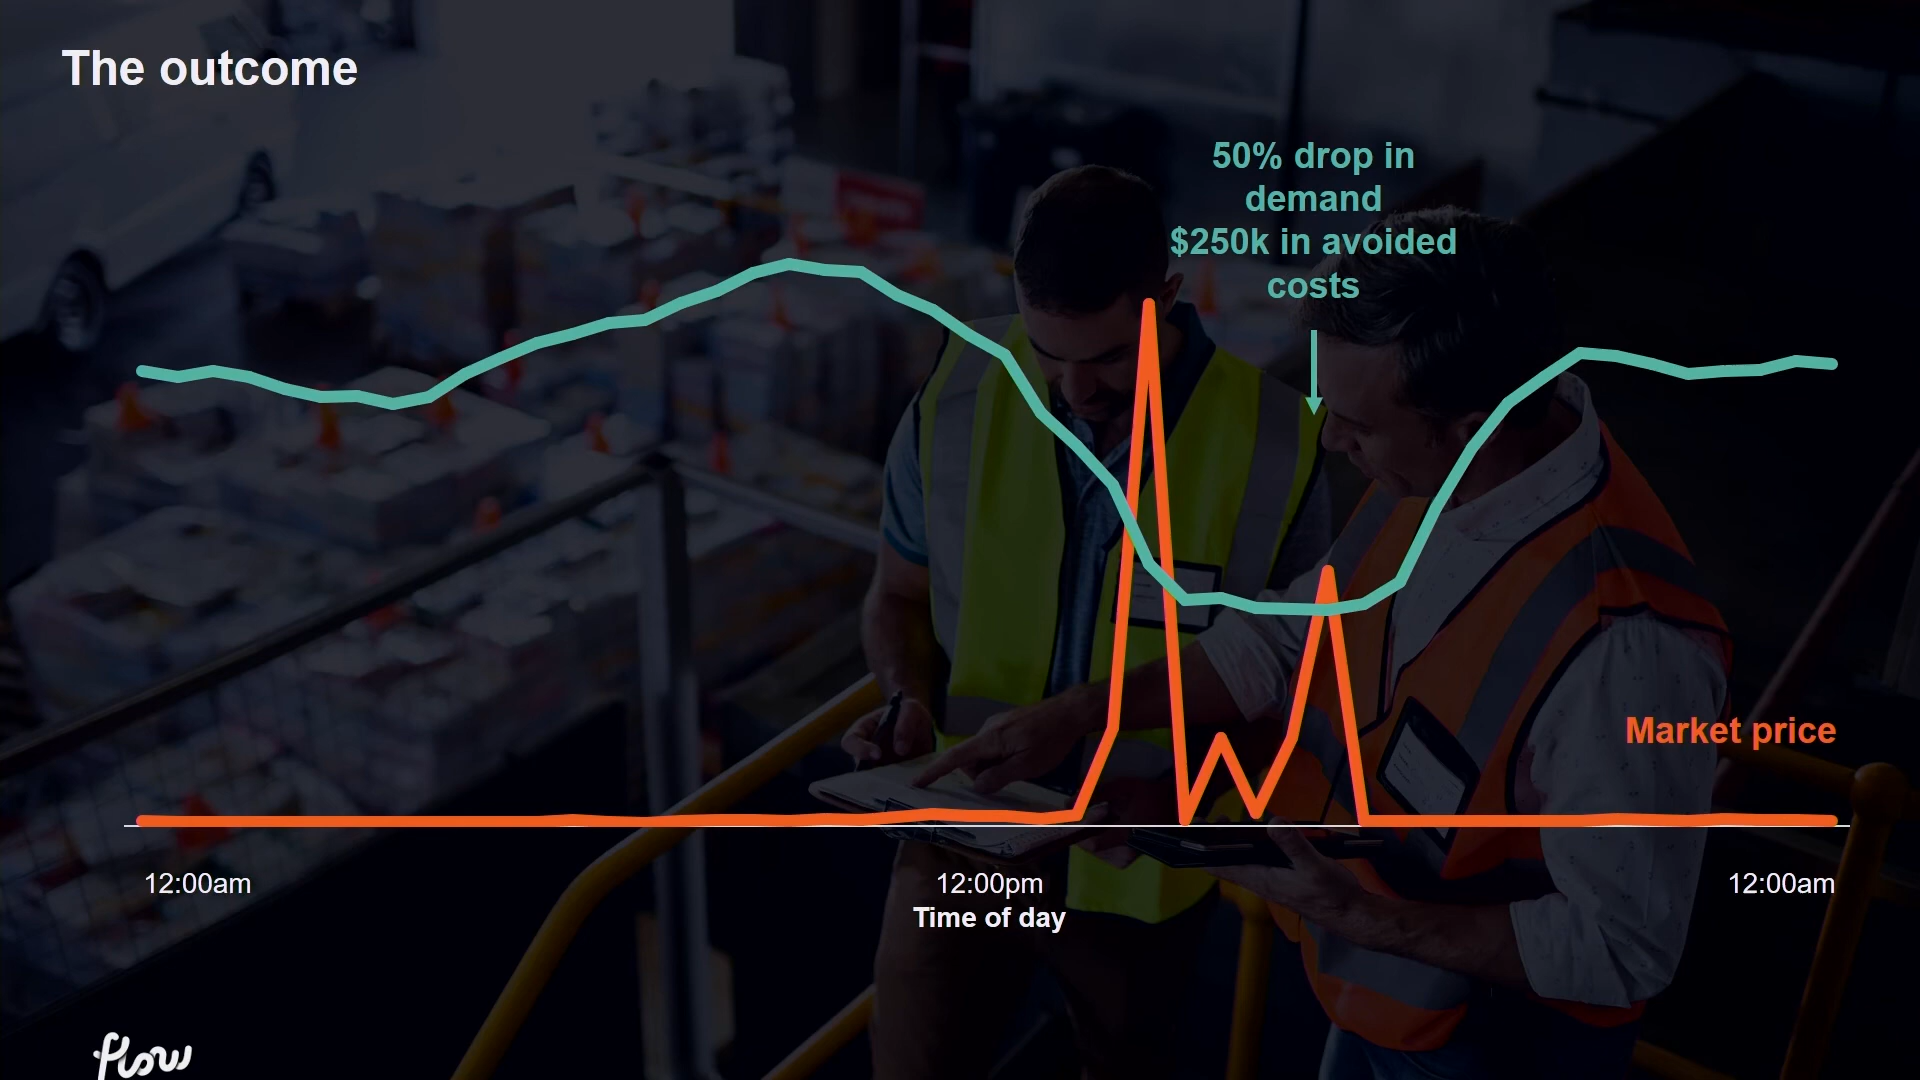 The outcome
50% drop in
demand
$250k in avoided
costs
Market price
12:00am
12:00pm
12:00am
Time of day
flow